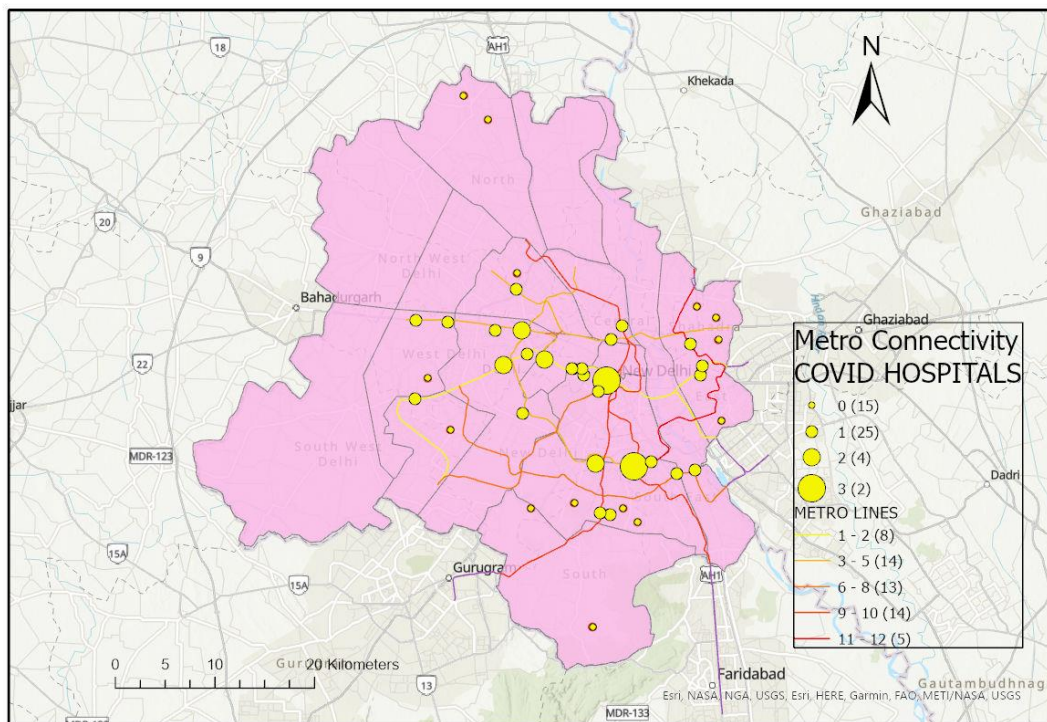 18
AH1
N
Khekada
North
20
Ghaziabad
9
North West
Delhi
Bahadurgarh
Central
Ghaziabad
West Delhi
New Delhi
22
Metro Connectivity
COVID HOSPITALS
0 (15)
1 (25)
2 (4)
3 (2)
METRO LINES
1 - 2 (8)
3 - 5 (14)
6 - 8 (13)
9 - 10 (14)
11 - 12 (5)
MDR-123
South West
Delhi
New Delhi
Dadri
15A
15A
Gurugram
South
AH1
0 10 20 Kilometers
13
Faridabad
Gautambudhnag
Esri, NASA, NGA, USGS, Esri, HERE, Garmin, FAO, METI/NASA, USGS
MDR-133